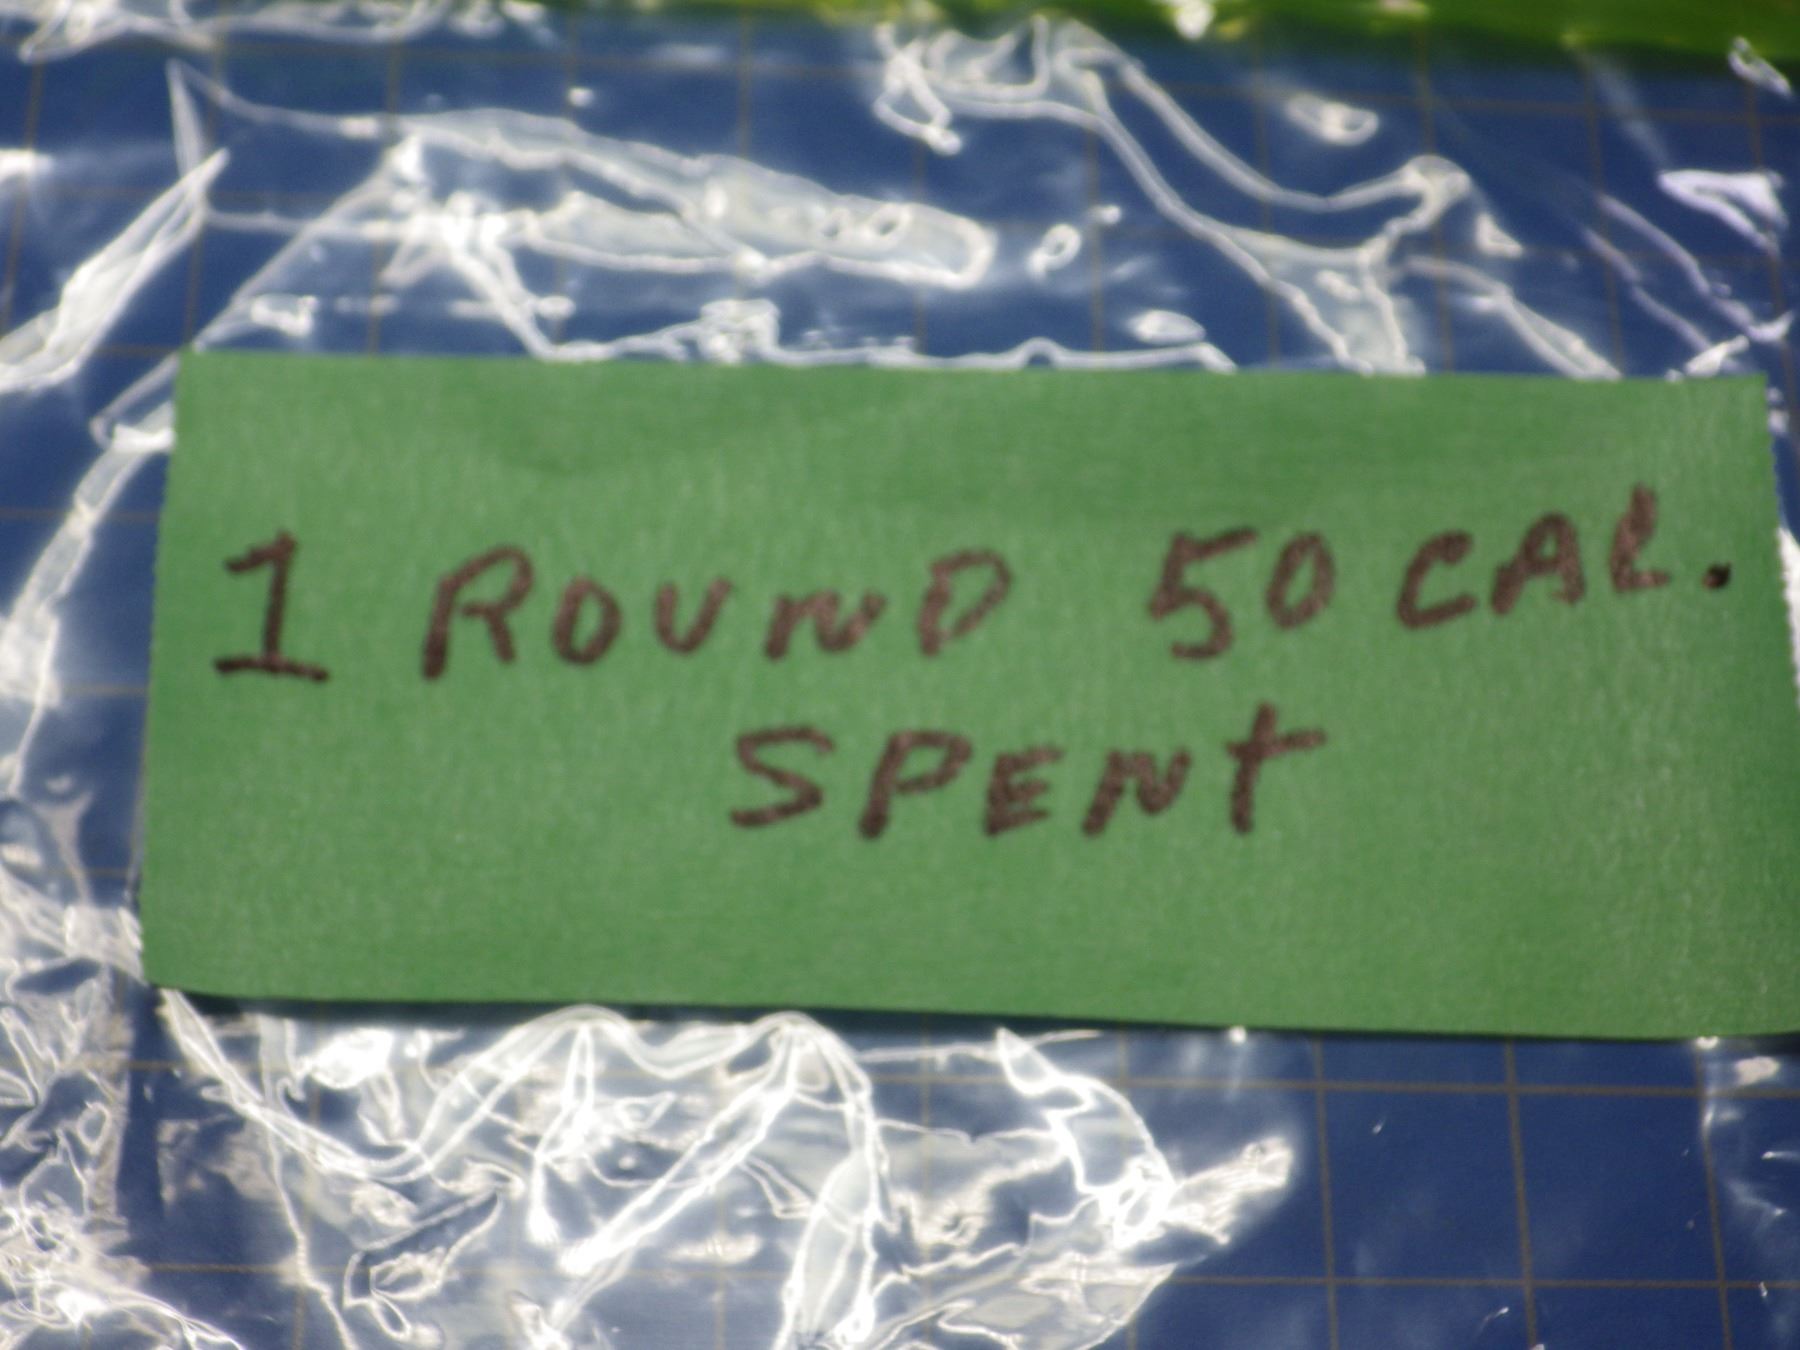 1 ROUND 50 CAL.
SPENT